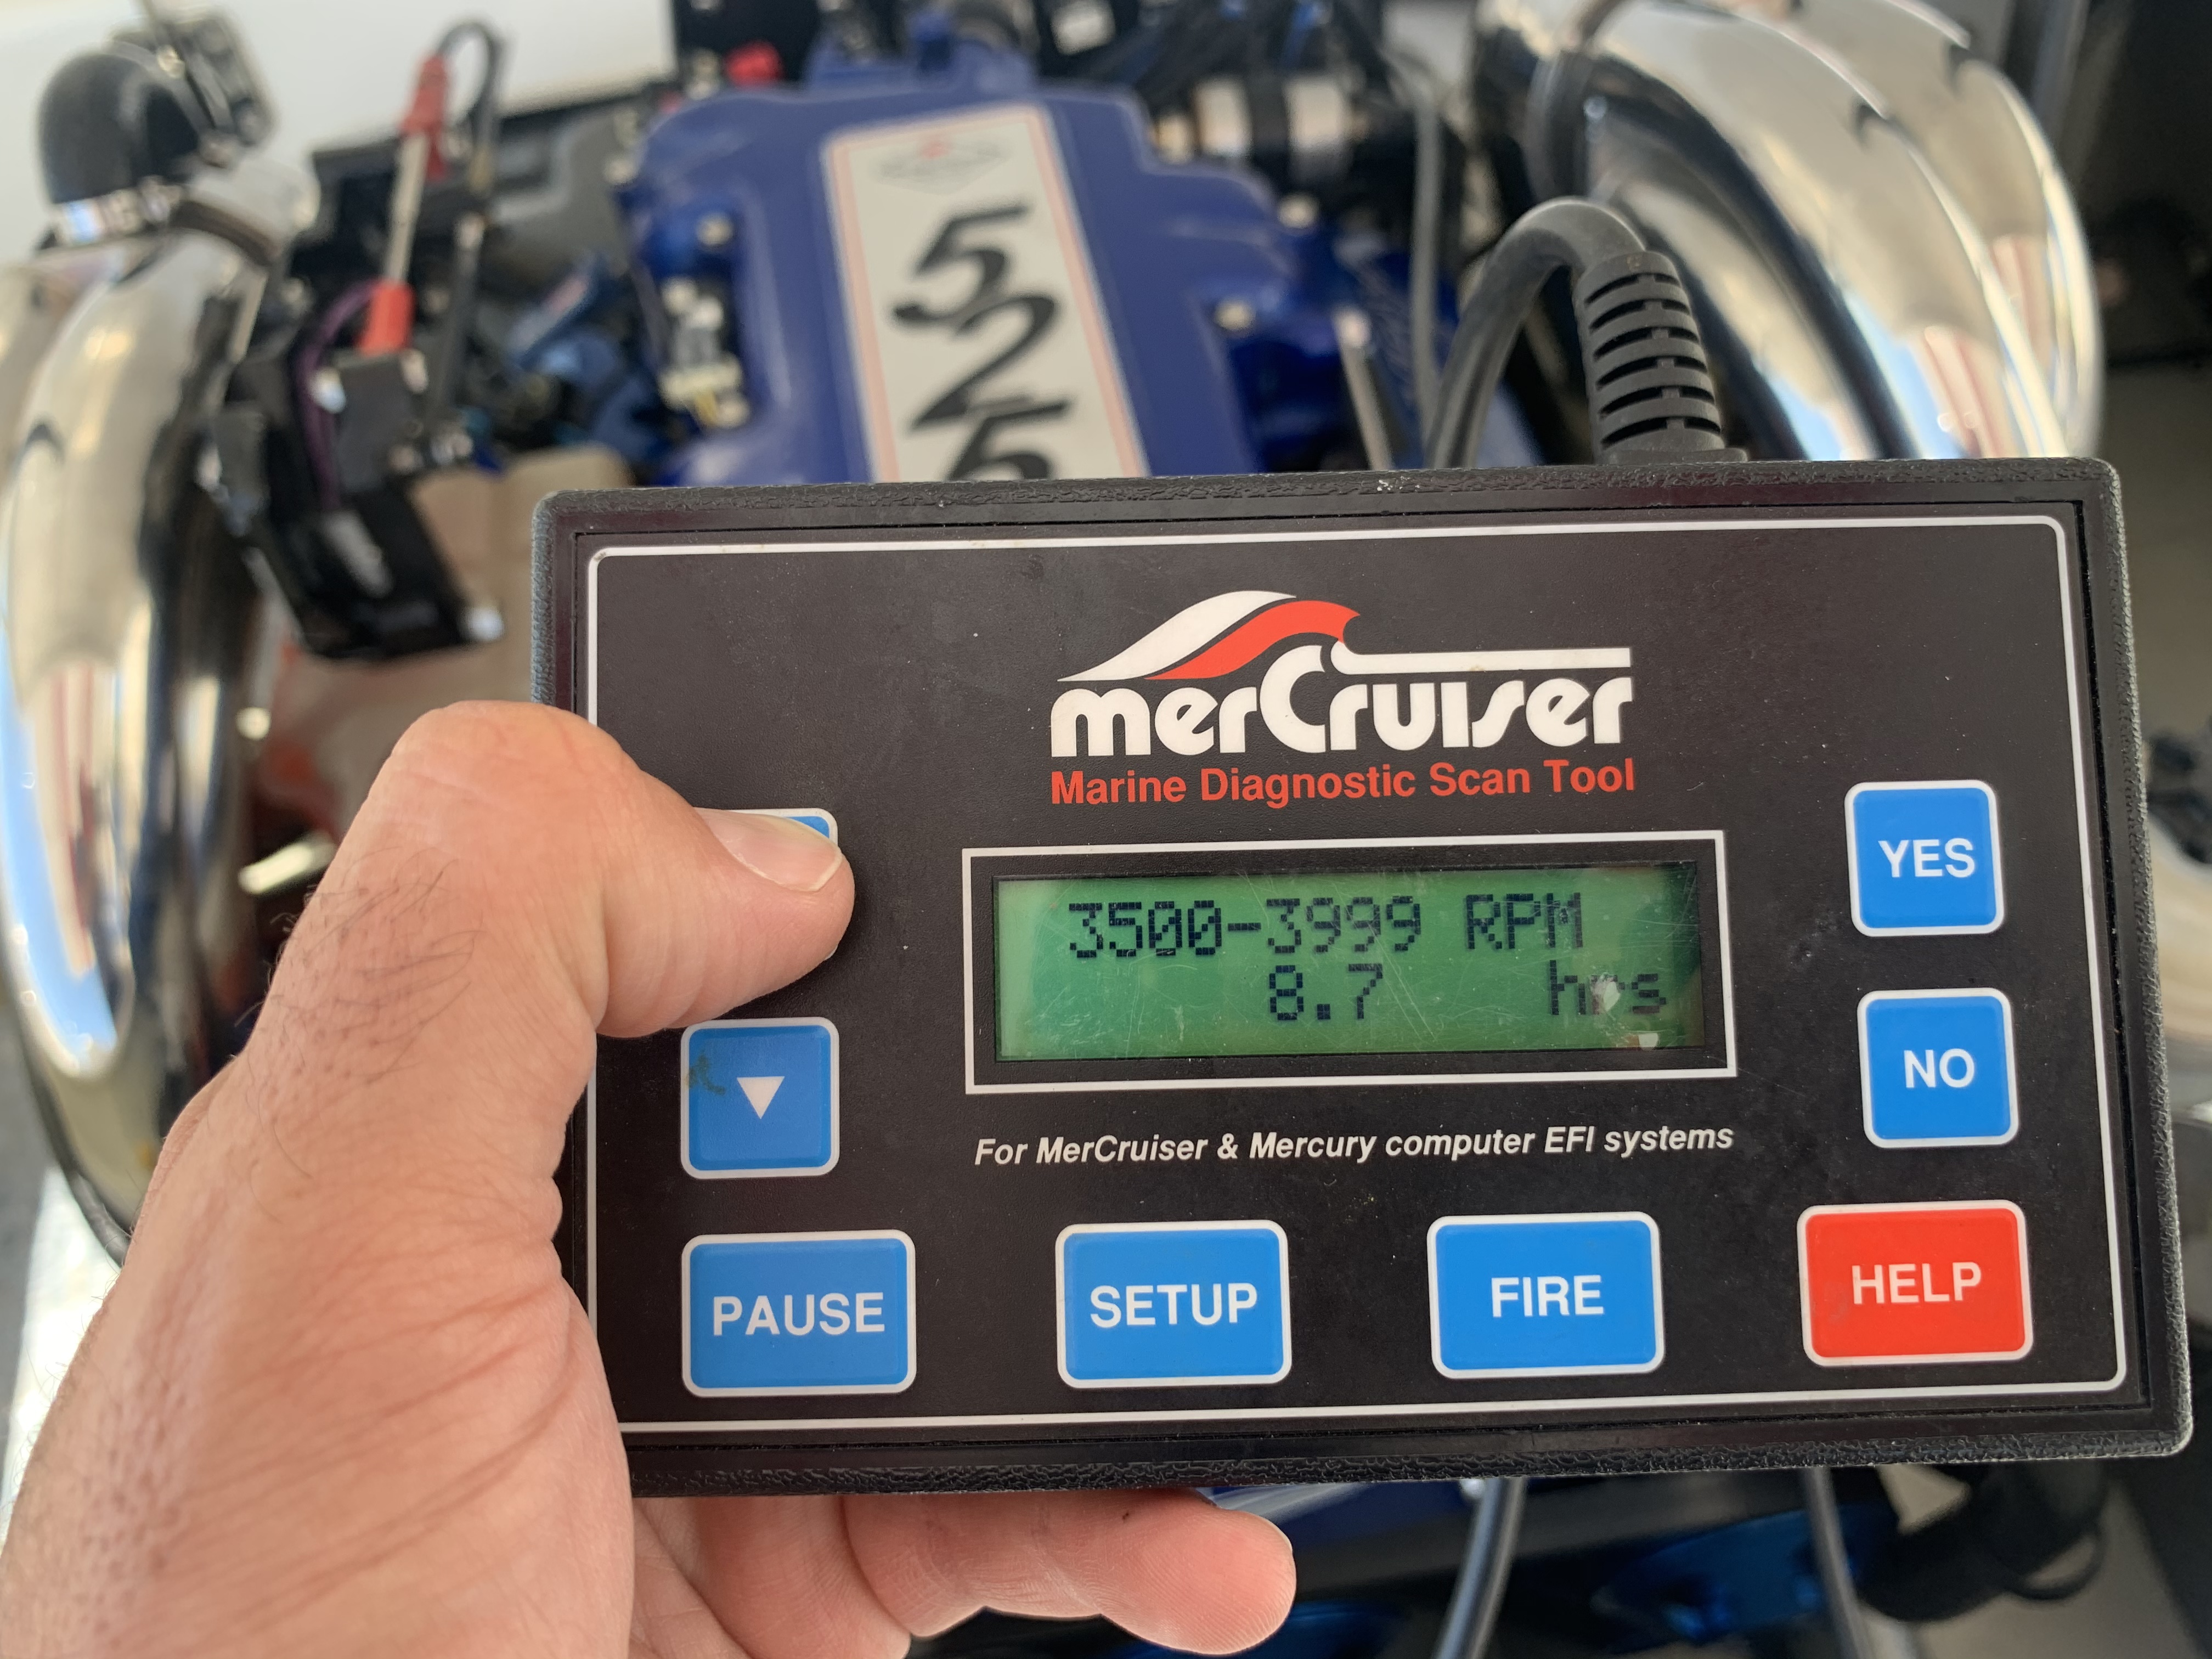 525
merCruiser
Marine Diagnostic Scan Tool
3500-3999 RPM
8.7 hrs
YES
NO
For MerCruiser & Mercury computer EFI systems
PAUSE
SETUP
FIRE
HELP